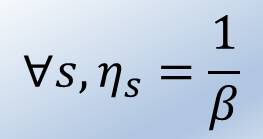 ∀s, ηₛ = 1/β